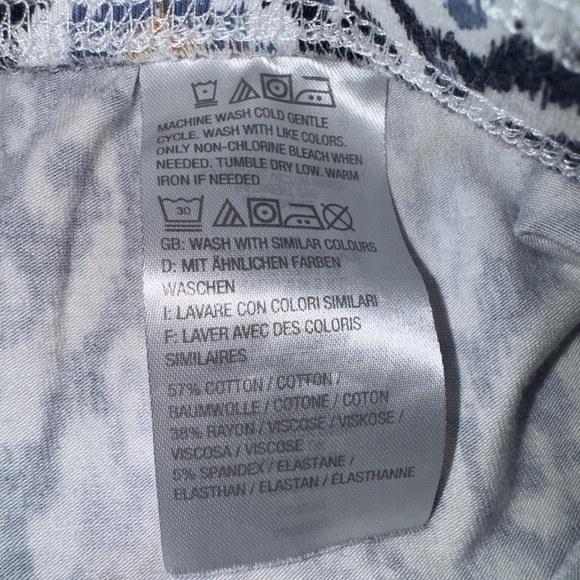 MACHINE WASH COLD GENTLE
CYCLE. WASH WITH LIKE COLORS.
ONLY NON-CHLORINE BLEACH WHEN
NEEDED. TUMBLE DRY LOW. WARM
IRON IF NEEDED
30
GB: WASH WITH SIMILAR COLOURS
D: MIT ÄHNLICHEN FARBEN
WASCHEN
I: LAVARE CON COLORI SIMILARI
F: LAVER AVEC DES COLORIS
SIMILAIRES
57% COTTON / COTTON /
BAUMWOLLE / COTONE / COTON
38% RAYON / VISCOSE / VISKOSE /
VISCOSA / VISCOSE
5% SPANDEX / ELASTANE /
ELASTHAN / ELASTAN / ÉLASTHANNE